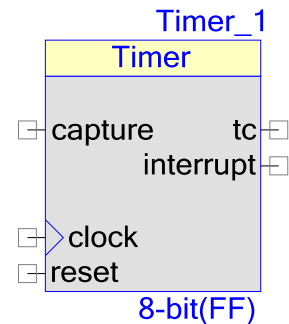 Timer_1
Timer
capture
tc
interrupt
clock
reset
8-bit(FF)